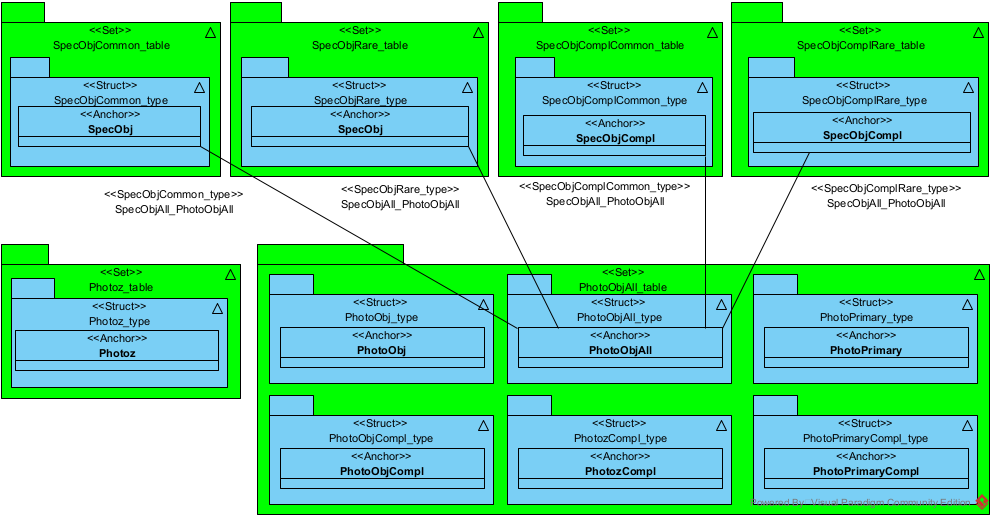 <<Set>>
SpecObjCommon_table
<<Struct>>
SpecObjCommon_type
<<Anchor>>
SpecObj
<<Set>>
SpecObjRare_table
<<Struct>>
SpecObjRare_type
<<Anchor>>
SpecObj
<<Set>>
SpecObjComplCommon_table
<<Struct>>
SpecObjComplCommon_type
<<Anchor>>
SpecObjCompl
<<Set>>
SpecObjComplRare_table
<<Struct>>
SpecObjComplRare_type
<<Anchor>>
SpecObjCompl
<<SpecObjCommon_type>>
SpecObjAll_PhotoObjAll
<<SpecObjRare_type>>
SpecObjAll_PhotoObjAll
<<SpecObjComplCommon_type>>
SpecObjAll_PhotoObjAll
<<SpecObjComplRare_type>>
SpecObjAll_PhotoObjAll
<<Set>>
Photoz_table
<<Struct>>
Photoz_type
<<Anchor>>
Photoz
<<Set>>
PhotoObjAll_table
<<Struct>>
PhotoObj_type
<<Anchor>>
PhotoObj
<<Struct>>
PhotoObjAll_type
<<Anchor>>
PhotoObjAll
<<Struct>>
PhotoPrimary_type
<<Anchor>>
PhotoPrimary
<<Struct>>
PhotoObjCompl_type
<<Anchor>>
PhotoObjCompl
<<Struct>>
PhotozCompl_type
<<Anchor>>
PhotozCompl
<<Struct>>
PhotoPrimaryCompl_type
<<Anchor>>
PhotoPrimaryCompl
Powered By Visual Paradigm Community Edition